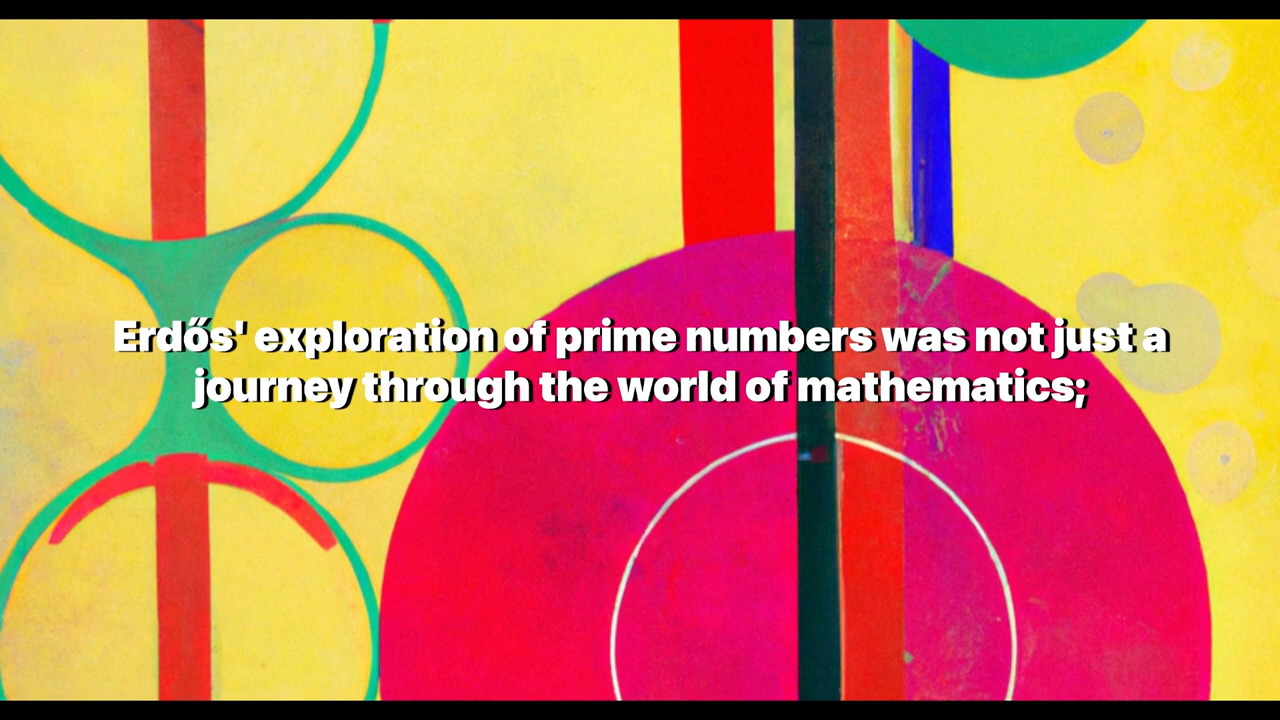 Erdős' exploration of prime numbers was not just a
journey through the world of mathematics;